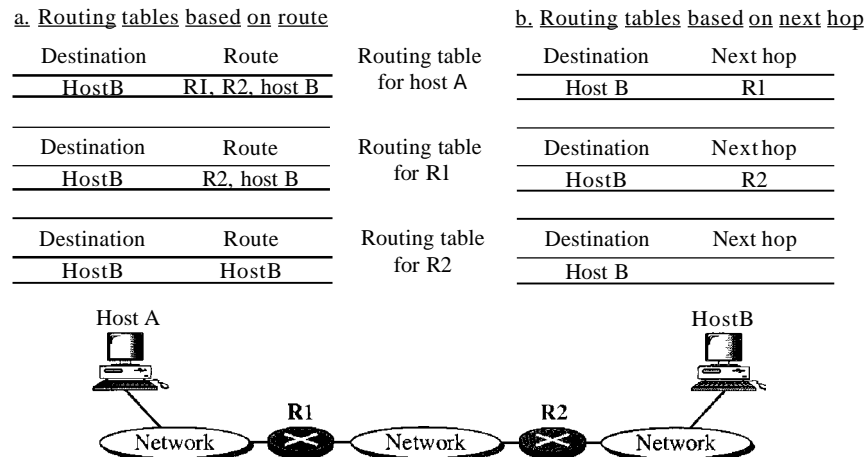 a. Routing tables based on route
b. Routing tables based on next hop
Destination Route
Routing table for host A
Destination Next hop
HostB RI, R2, host B
Host B R1
Destination Route
Routing table for R1
Destination Next hop
HostB R2, host B
HostB R2
Destination Route
Routing table for R2
Destination Next hop
HostB HostB
Host B
Host A
HostB
R1
R2
Network
Network
Network